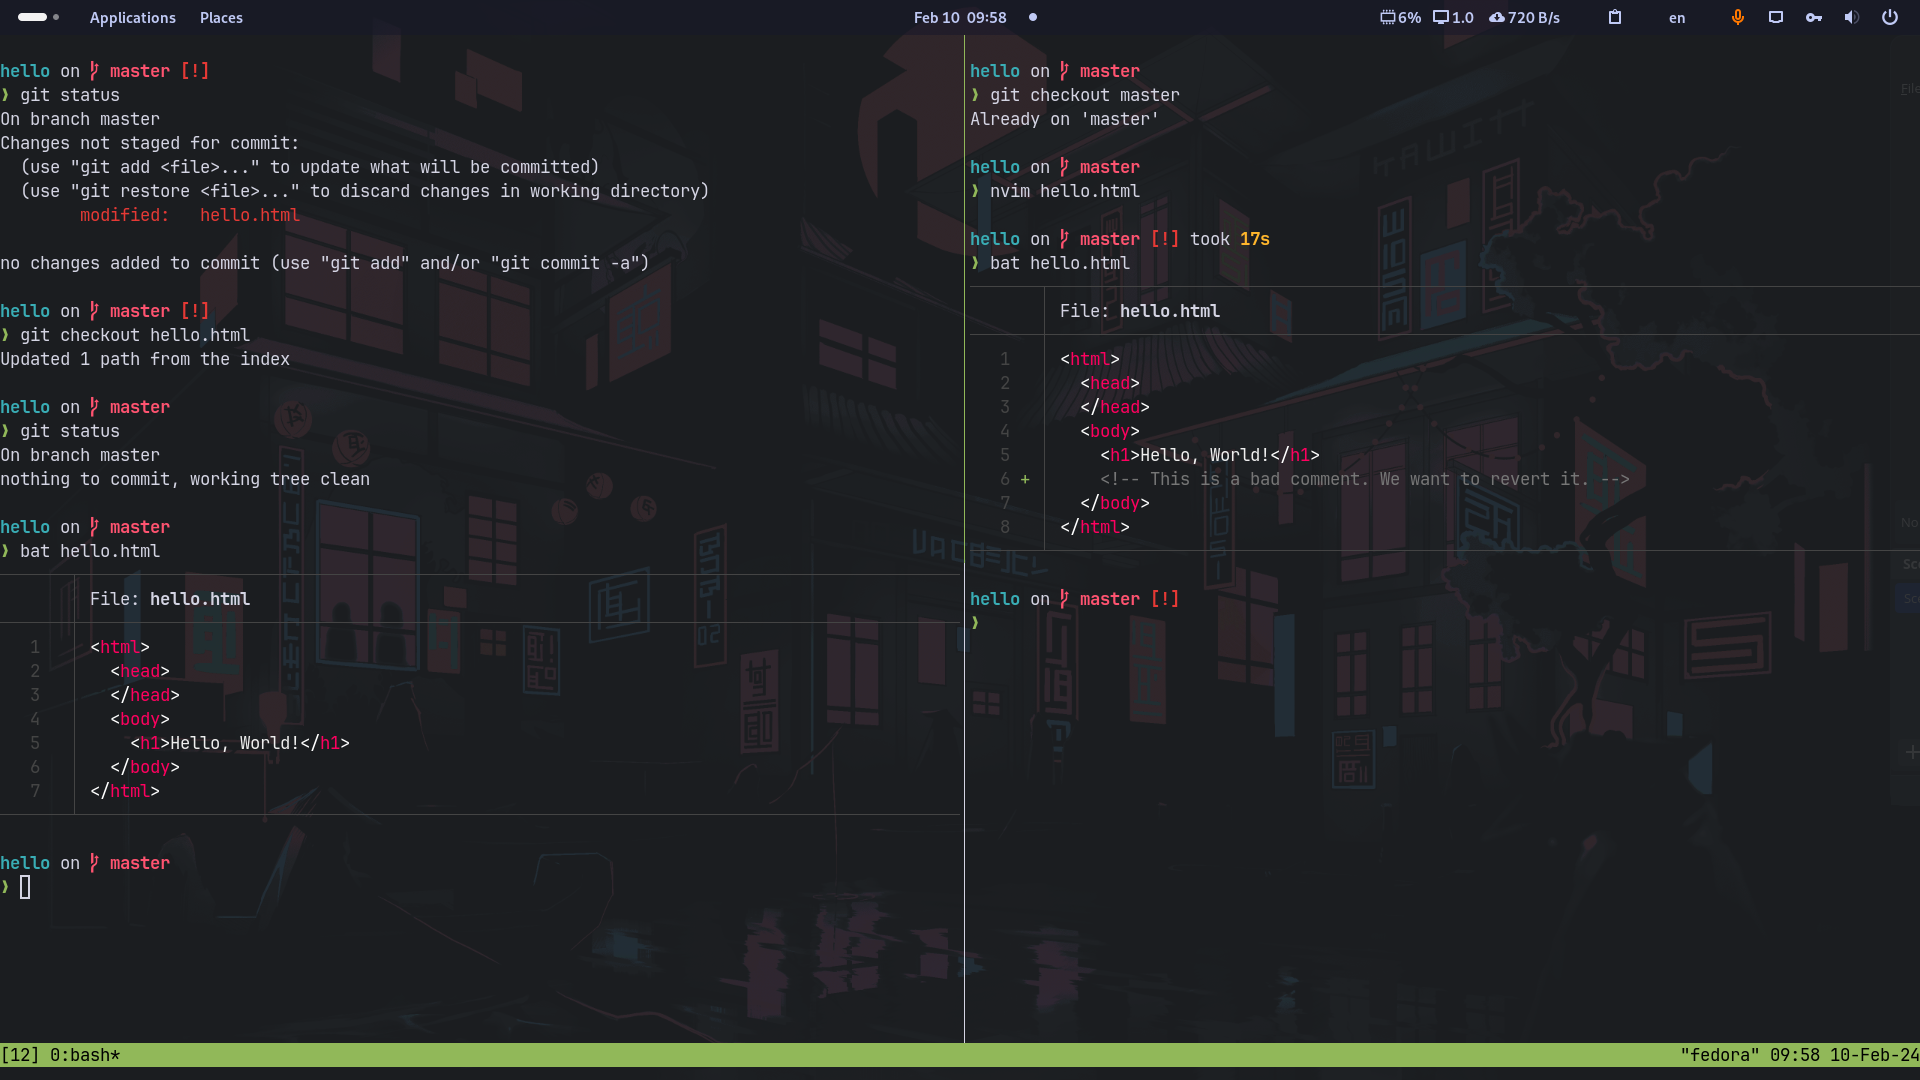 Applications Places
Feb 10 09:58
6% 1.0 720 B/s en
hello on master [!]
❱ git status
On branch master
Changes not staged for commit:
  (use "git add <file>..." to update what will be committed)
  (use "git restore <file>..." to discard changes in working directory)
        modified:   hello.html
no changes added to commit (use "git add" and/or "git commit -a")
hello on master [!]
❱ git checkout hello.html
Updated 1 path from the index
hello on master
❱ git status
On branch master
nothing to commit, working tree clean
hello on master
❱ bat hello.html
File: hello.html
1 <html>
2   <head>
3   </head>
4   <body>
5     <h1>Hello, World!</h1>
6   </body>
7 </html>
hello on master
❱
hello on master
❱ git checkout master
Already on 'master'
hello on master
❱ nvim hello.html
hello on master [!] took 17s
❱ bat hello.html
File: hello.html
1 <html>
2   <head>
3   </head>
4   <body>
5     <h1>Hello, World!</h1>
6 +     <!-- This is a bad comment. We want to revert it. -->
7   </body>
8 </html>
hello on master [!]
❱
[12] 0:bash*
"fedora" 09:58 10-Feb-24